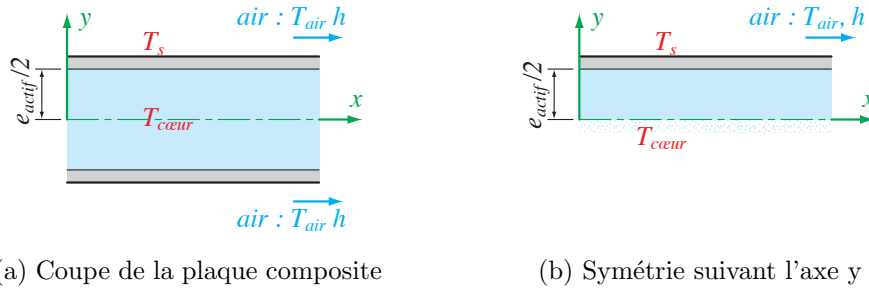 y
air : T_air h
T_s
e_actif/2
x
T_cœur
air : T_air h
a) Coupe de la plaque composite
y
air : T_air, h
T_s
e_actif/2
x
T_cœur
(b) Symétrie suivant l'axe y